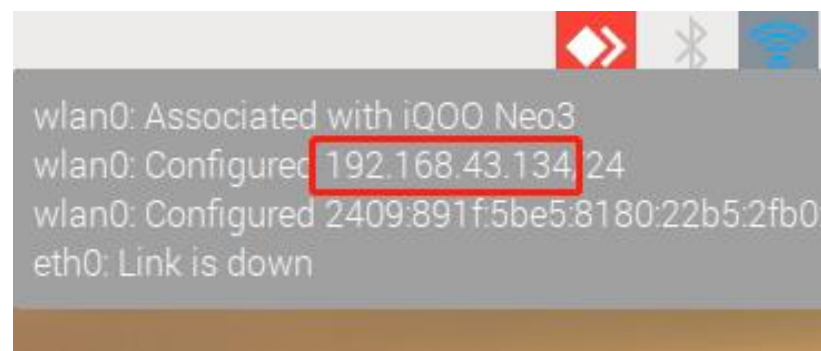 wlan0: Associated with iQOO Neo3
wlan0: Configured 192.168.43.134/24
wlan0: Configured 2409:891f:5be5:8180:22b5:2fb0
eth0: Link is down